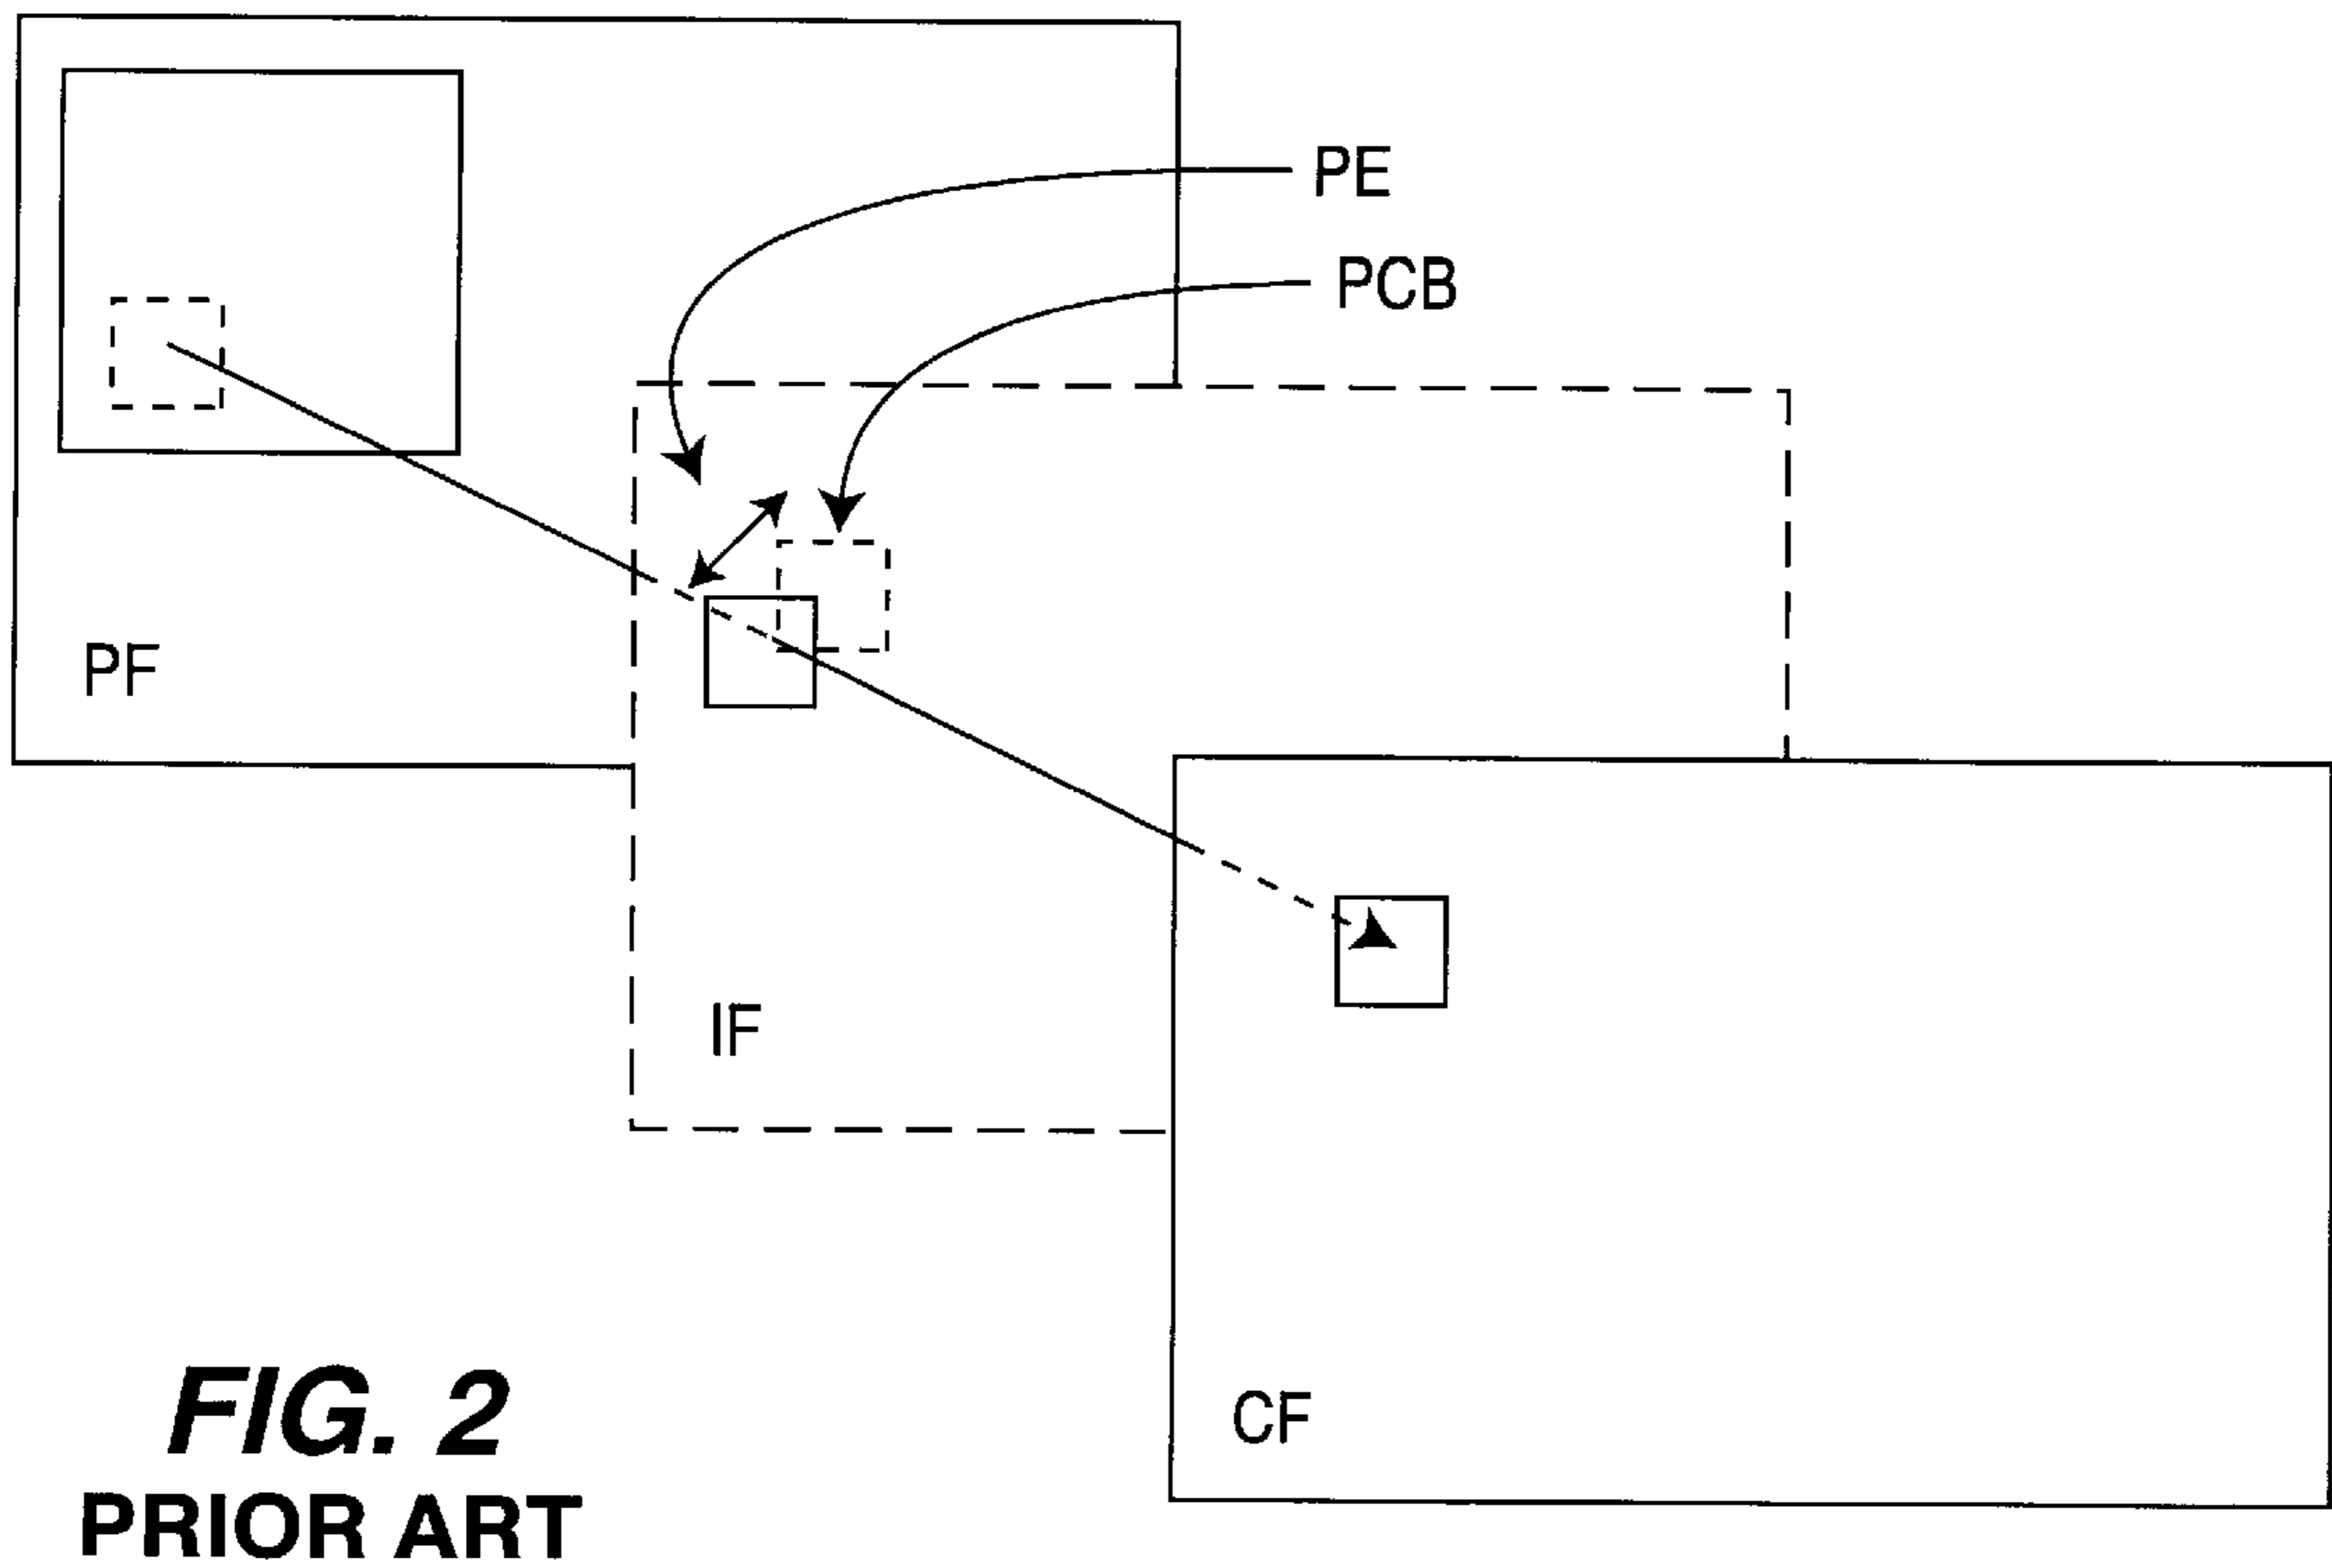 PE
PCB
PF
IF
CF
FIG. 2
PRIOR ART